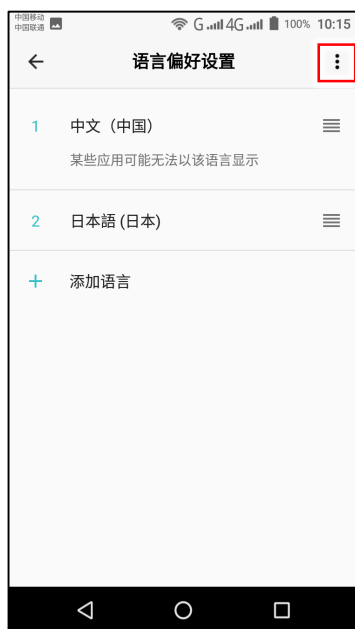 中国移动
中国联通
G 4G 100% 10:15
语言偏好设置
1 中文（中国）
某些应用可能无法以该语言显示
2 日本語 (日本)
添加语言